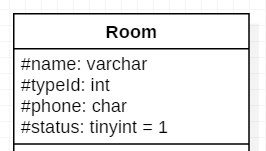 Room
#name: varchar
#typeId: int
#phone: char
#status: tinyint = 1